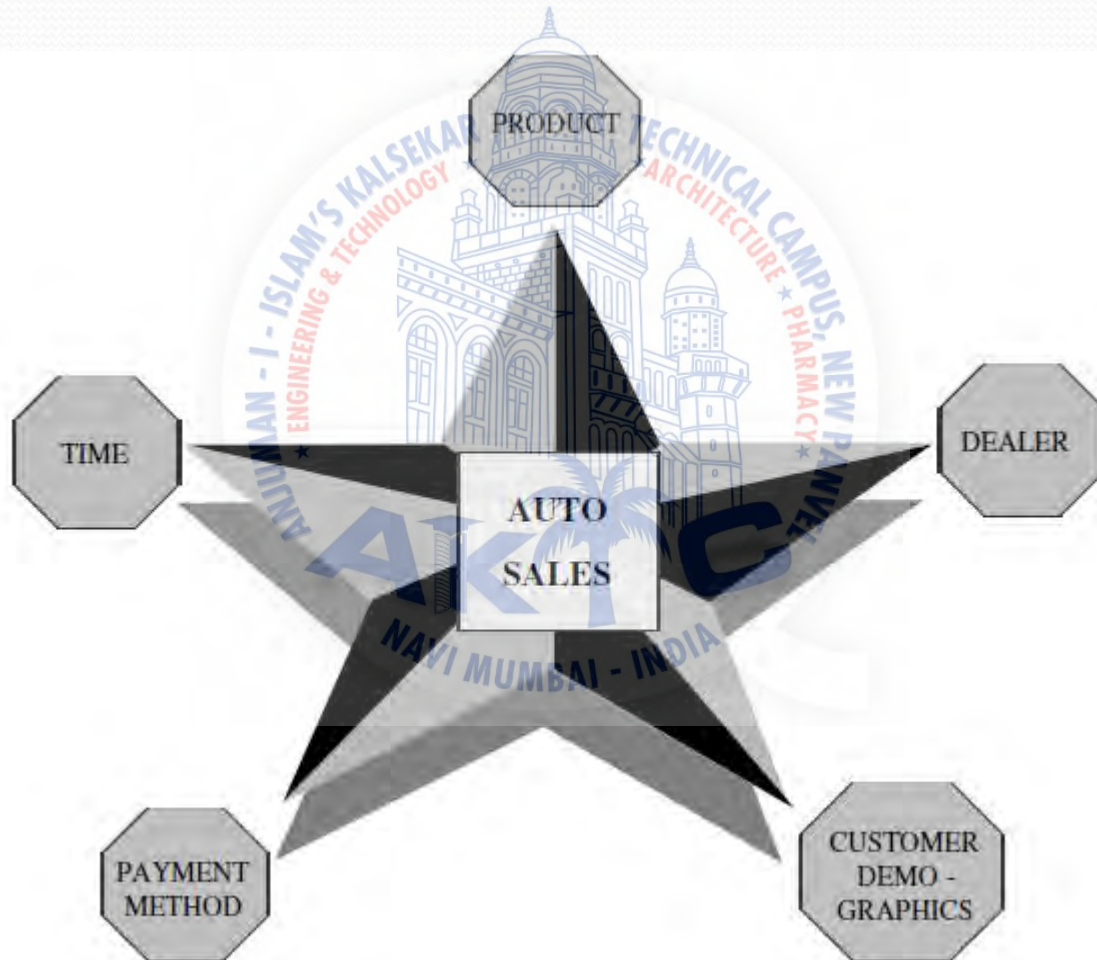 PRODUCT
ANJUMAN - I - ISLAM'S KALSEKAR TECHNICAL CAMPUS, NEW PANVEL
ENGINEERING & TECHNOLOGY ARCHITECTURE ★ PHARMACY
TIME
DEALER
AUTO
SALES
AKTC
NAVI MUMBAI - INDIA
PAYMENT
METHOD
CUSTOMER
DEMO -
GRAPHICS